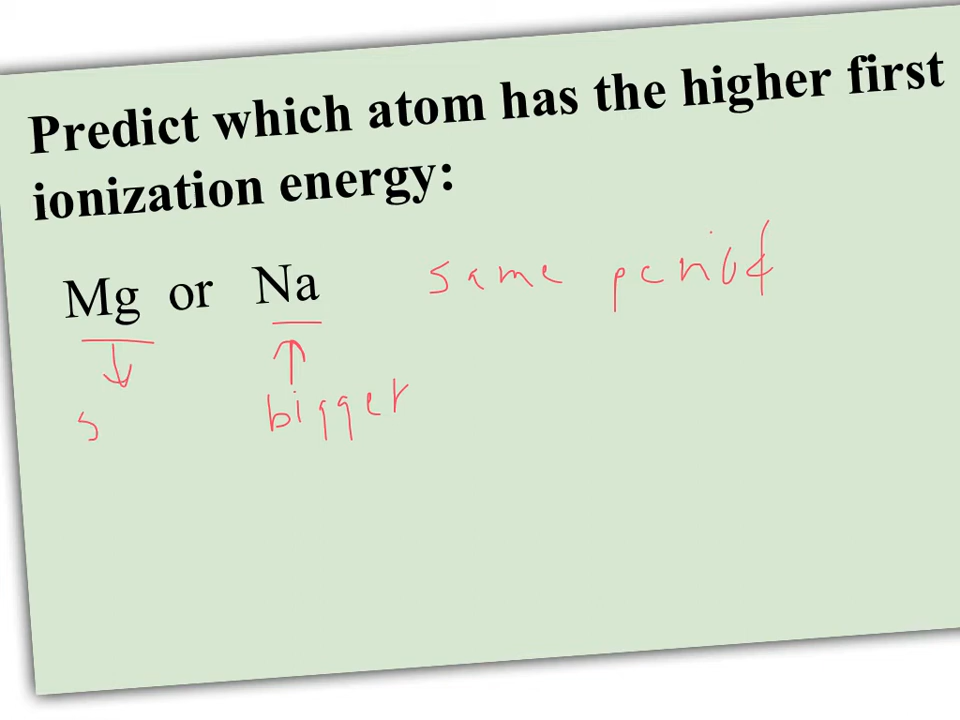 Predict which atom has the higher first
ionization energy:
Mg or Na same period
s bigger